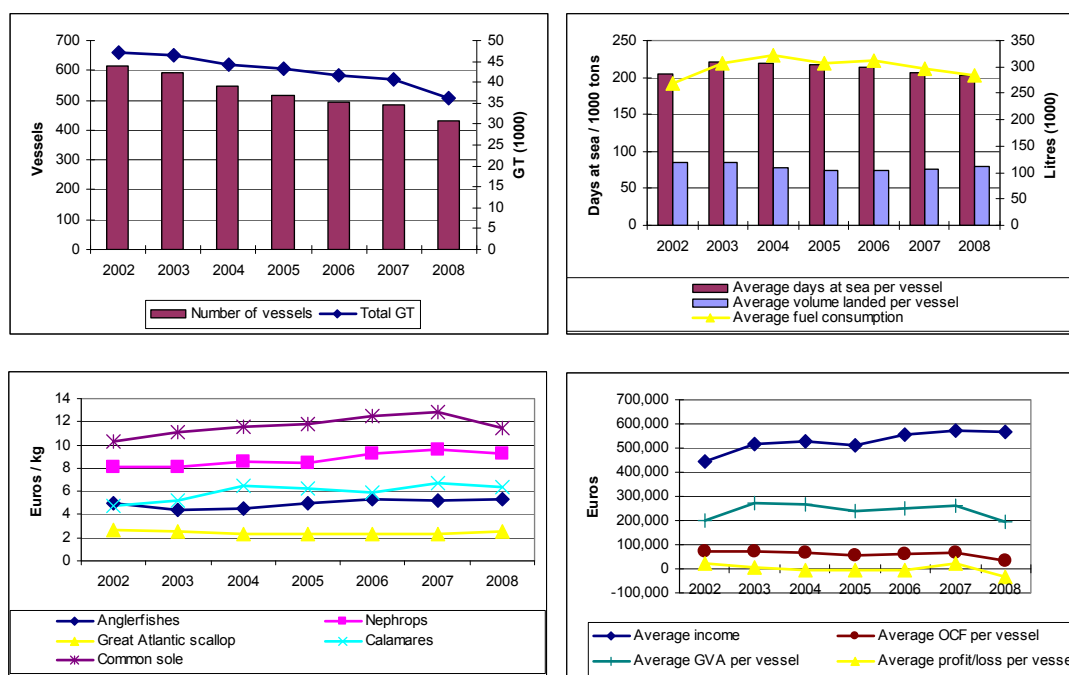 700
600
500
400
300
200
100
0
Vessels
50
45
40
35
30
25
20
15
10
5
0
GT (1000)
2002 2003 2004 2005 2006 2007 2008
Number of vessels Total GT
250
200
150
100
50
0
Days at sea / 1000 tons
350
300
250
200
150
100
50
0
Litres (1000)
2002 2003 2004 2005 2006 2007 2008
Average days at sea per vessel
Average volume landed per vessel
Average fuel consumption
14
12
10
8
6
4
2
0
Euros / kg
2002 2003 2004 2005 2006 2007 2008
Anglerfishes Nephrops
Great Atlantic scallop Calamares
Common sole
700,000
600,000
500,000
400,000
300,000
200,000
100,000
0
-100,000
Euros
2002 2003 2004 2005 2006 2007 2008
Average income Average OCF per vessel
Average GVA per vessel Average profit/loss per vesse